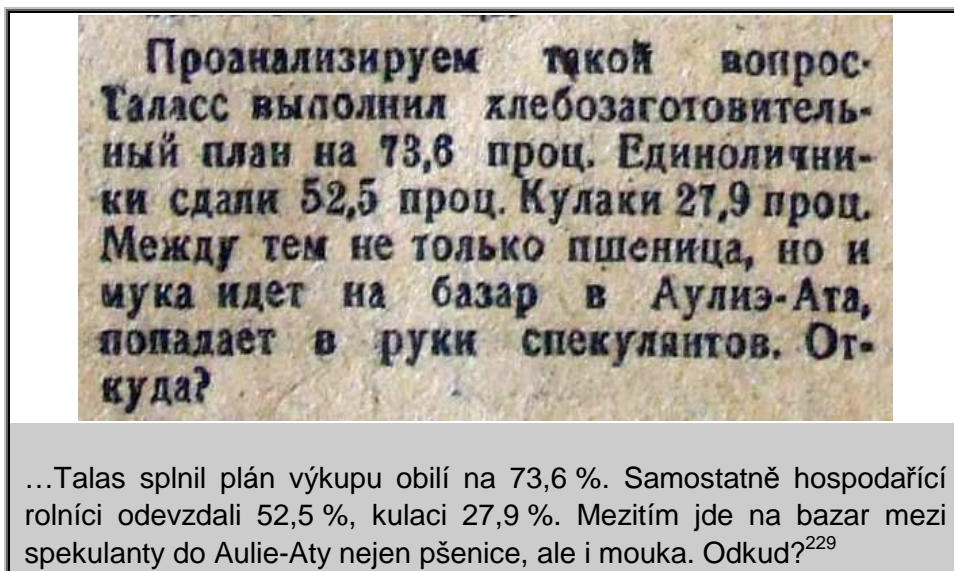 Проанализируем такой вопрос.
Таласс выполнил хлебозаготовитель-
ный план на 73,6 проц. Единолични-
ки сдали 52,5 проц. Кулаки 27,9 проц.
Между тем не только пшеница, но и
мука идет на базар в Аулиэ-Ата,
попадает в руки спекулянтов. От-
куда?
…Talas splnil plán výkupu obilí na 73,6 %. Samostatně hospodařící
rolníci odevzdali 52,5 %, kulaci 27,9 %. Mezitím jde na bazar mezi
spekulanty do Aulie-Aty nejen pšenice, ale i mouka. Odkud?229